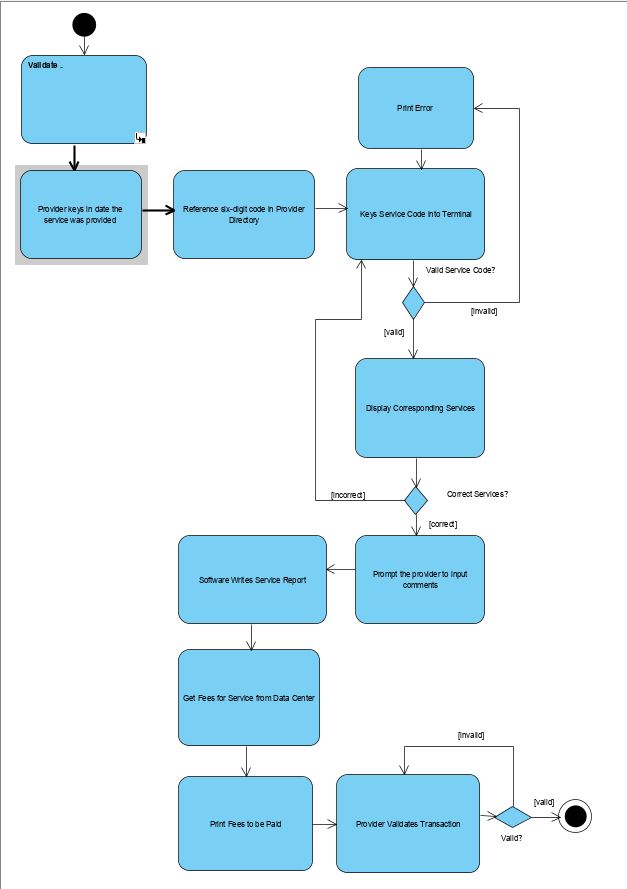 Validate .
Print Error
Provider keys in date the
service was provided
Reference six-digit code in Provider
Directory
Keys Service Code into Terminal
Valid Service Code?
[invalid]
[valid]
Display Corresponding Services
[incorrect]
Correct Services?
[correct]
Software Writes Service Report
Prompt the provider to input
comments
Get Fees for Service from Data Center
[invalid]
[valid]
Print Fees to be Paid
Provider Validates Transaction
Valid?